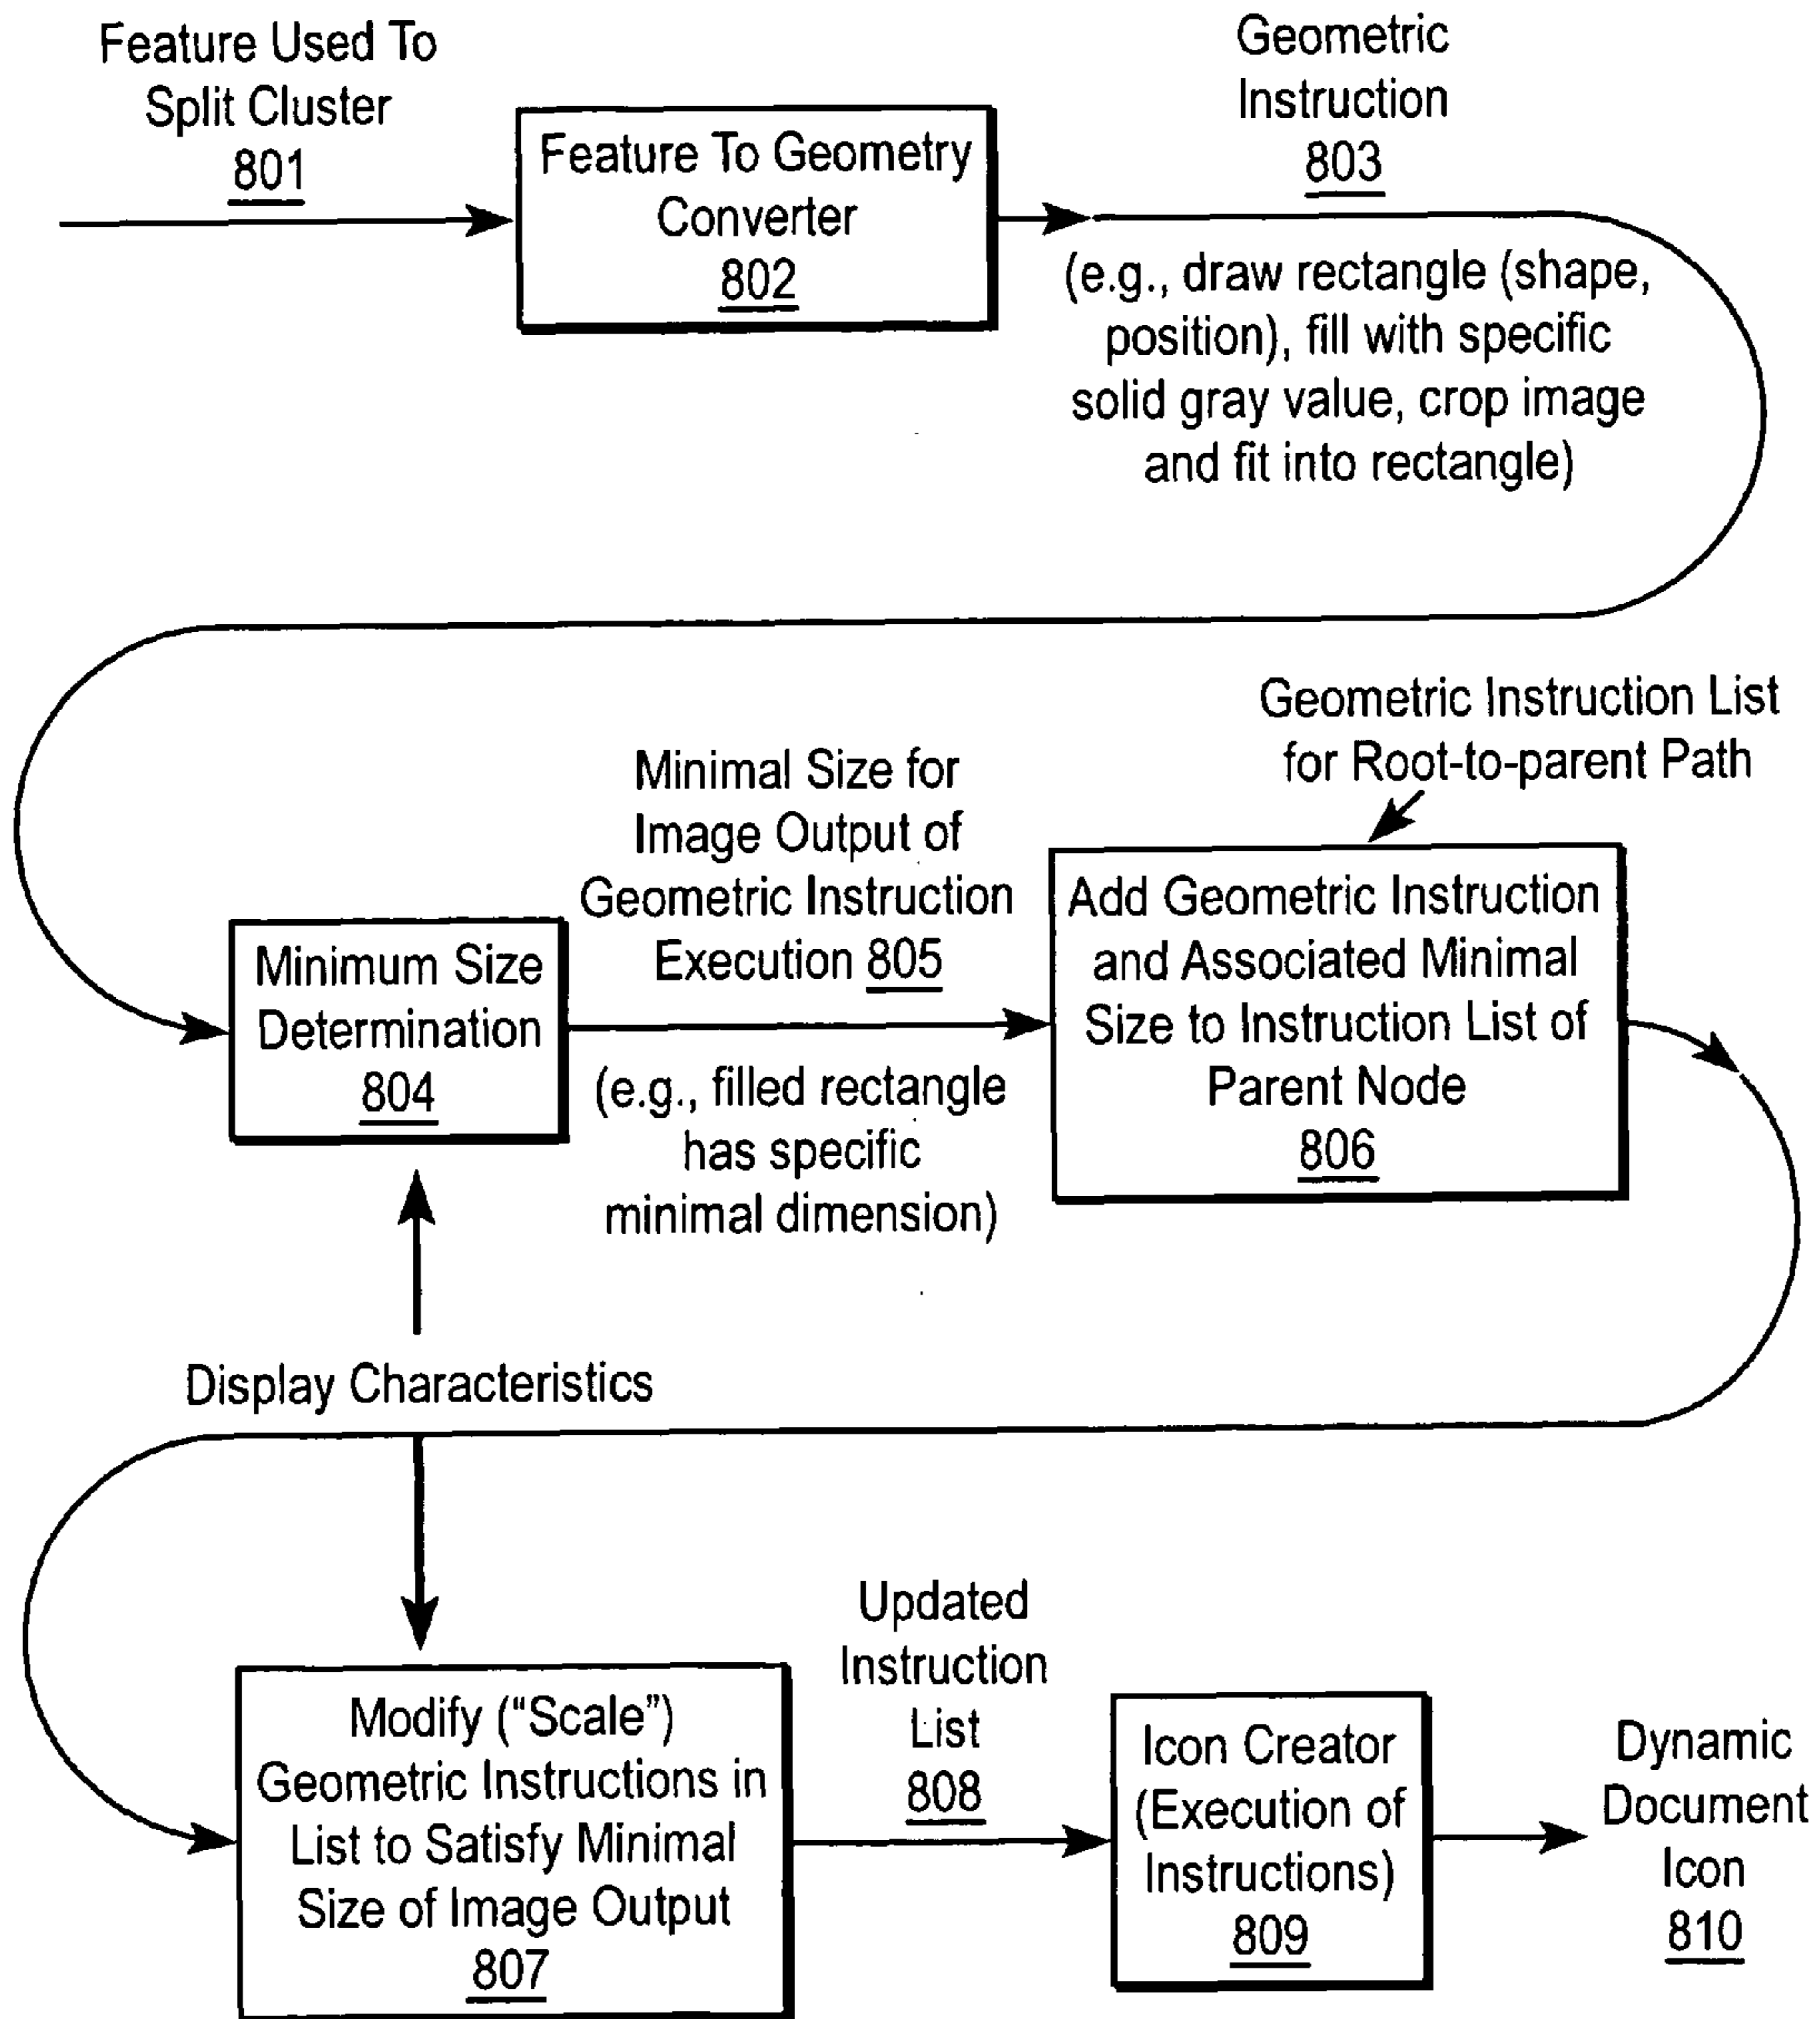 Feature Used To
Split Cluster
801
Feature To Geometry
Converter
802
Geometric
Instruction
803
(e.g., draw rectangle (shape,
position), fill with specific
solid gray value, crop image
and fit into rectangle)
Geometric Instruction List
for Root-to-parent Path
Minimum Size
Determination
804
Minimal Size for
Image Output of
Geometric Instruction
Execution 805
(e.g., filled rectangle
has specific
minimal dimension)
Add Geometric Instruction
and Associated Minimal
Size to Instruction List of
Parent Node
806
Display Characteristics
Modify (“Scale”)
Geometric Instructions in
List to Satisfy Minimal
Size of Image Output
807
Updated
Instruction
List
808
Icon Creator
(Execution of
Instructions)
809
Dynamic
Document
Icon
810